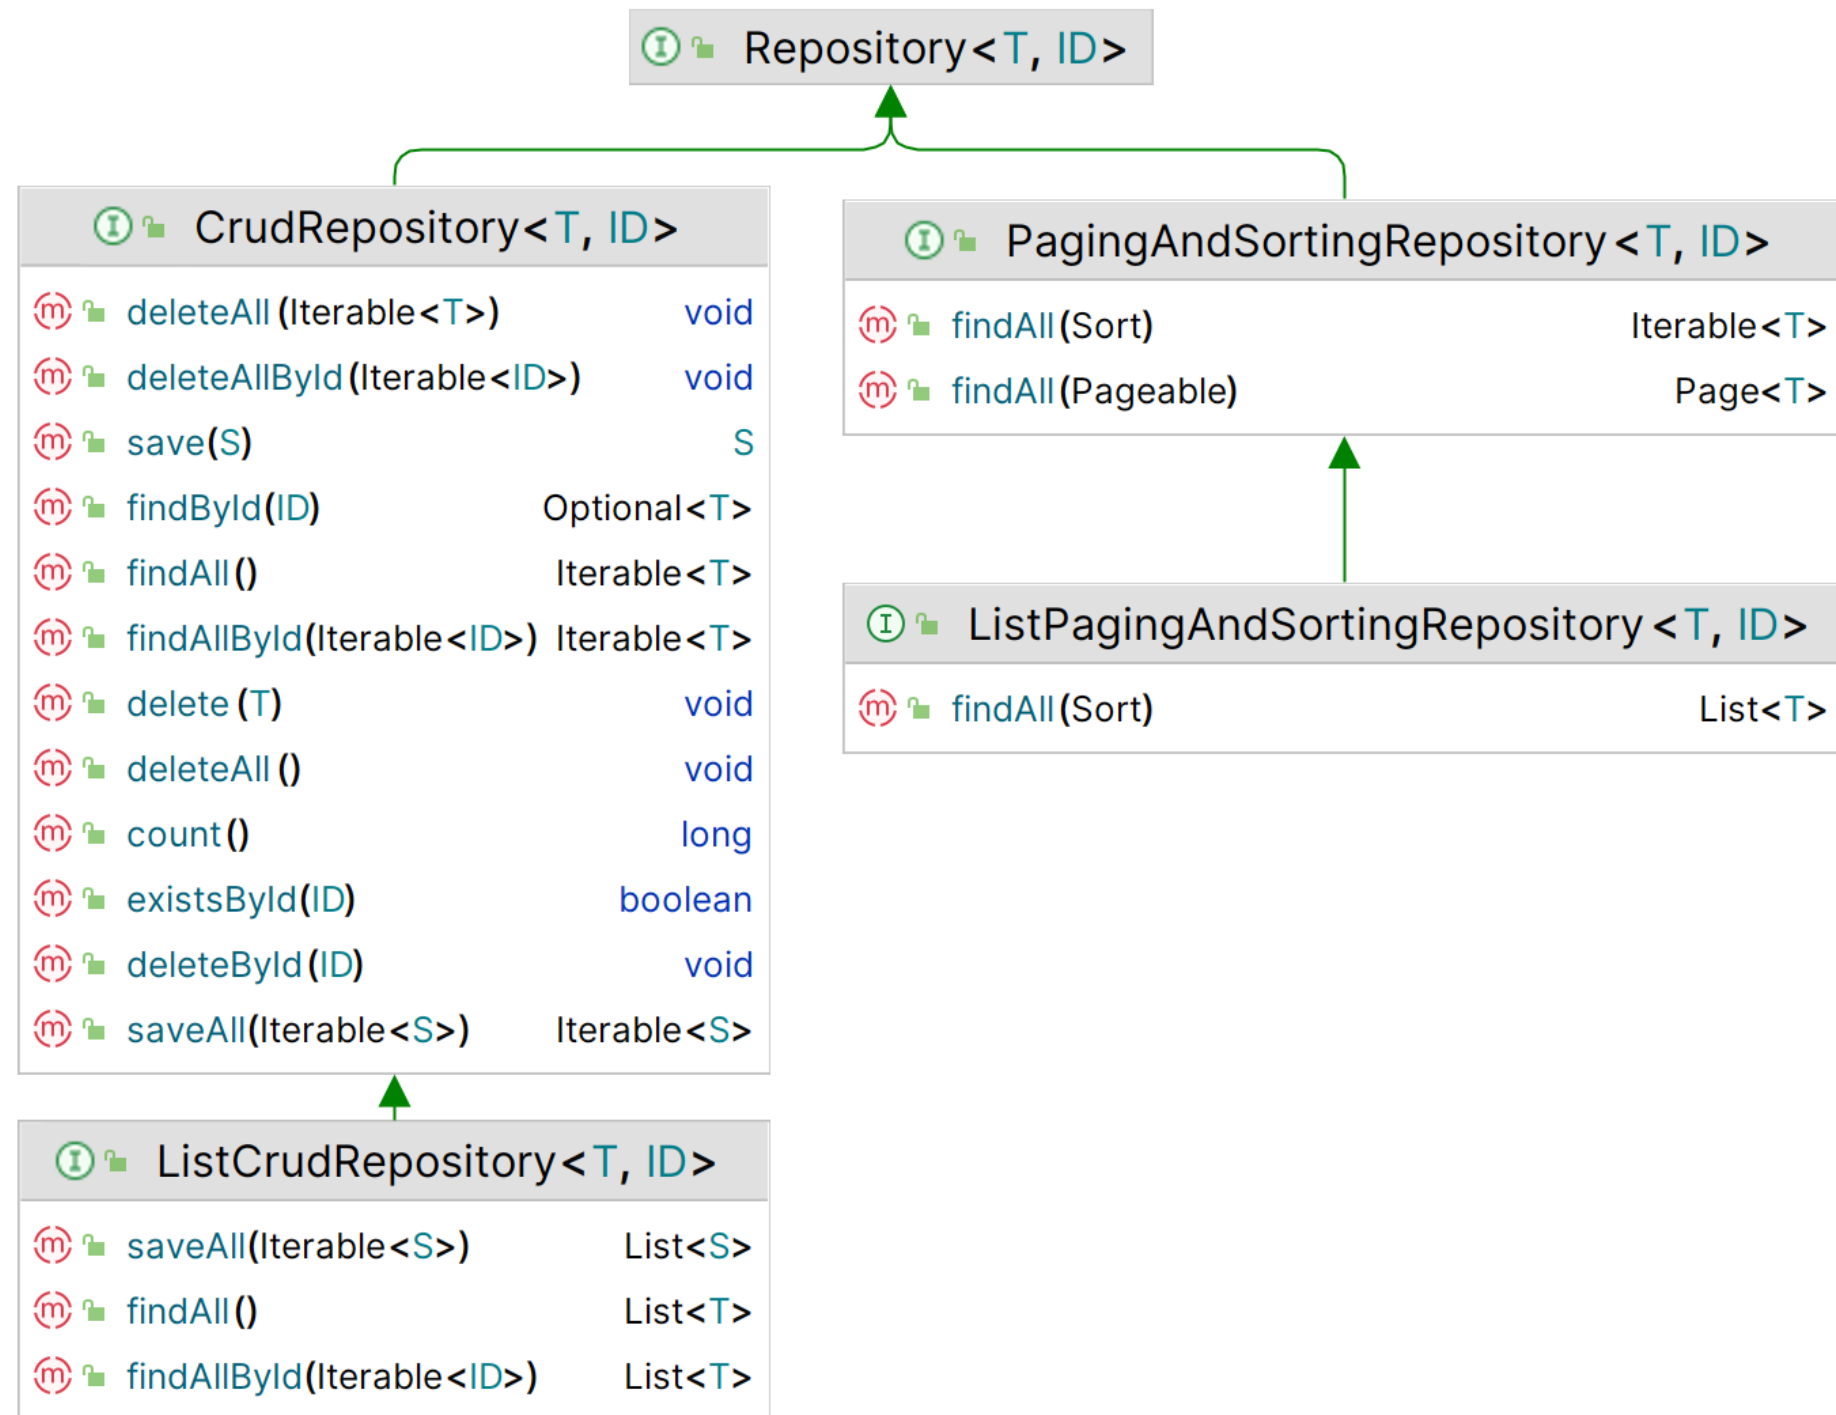 Repository<T, ID>
CrudRepository<T, ID>
deleteAll(Iterable<T>) void
deleteAllById(Iterable<ID>) void
save(S) S
findById(ID) Optional<T>
findAll() Iterable<T>
findAllById(Iterable<ID>) Iterable<T>
delete(T) void
deleteAll() void
count() long
existsById(ID) boolean
deleteById(ID) void
saveAll(Iterable<S>) Iterable<S>
ListCrudRepository<T, ID>
saveAll(Iterable<S>) List<S>
findAll() List<T>
findAllById(Iterable<ID>) List<T>
PagingAndSortingRepository<T, ID>
findAll(Sort) Iterable<T>
findAll(Pageable) Page<T>
ListPagingAndSortingRepository<T, ID>
findAll(Sort) List<T>